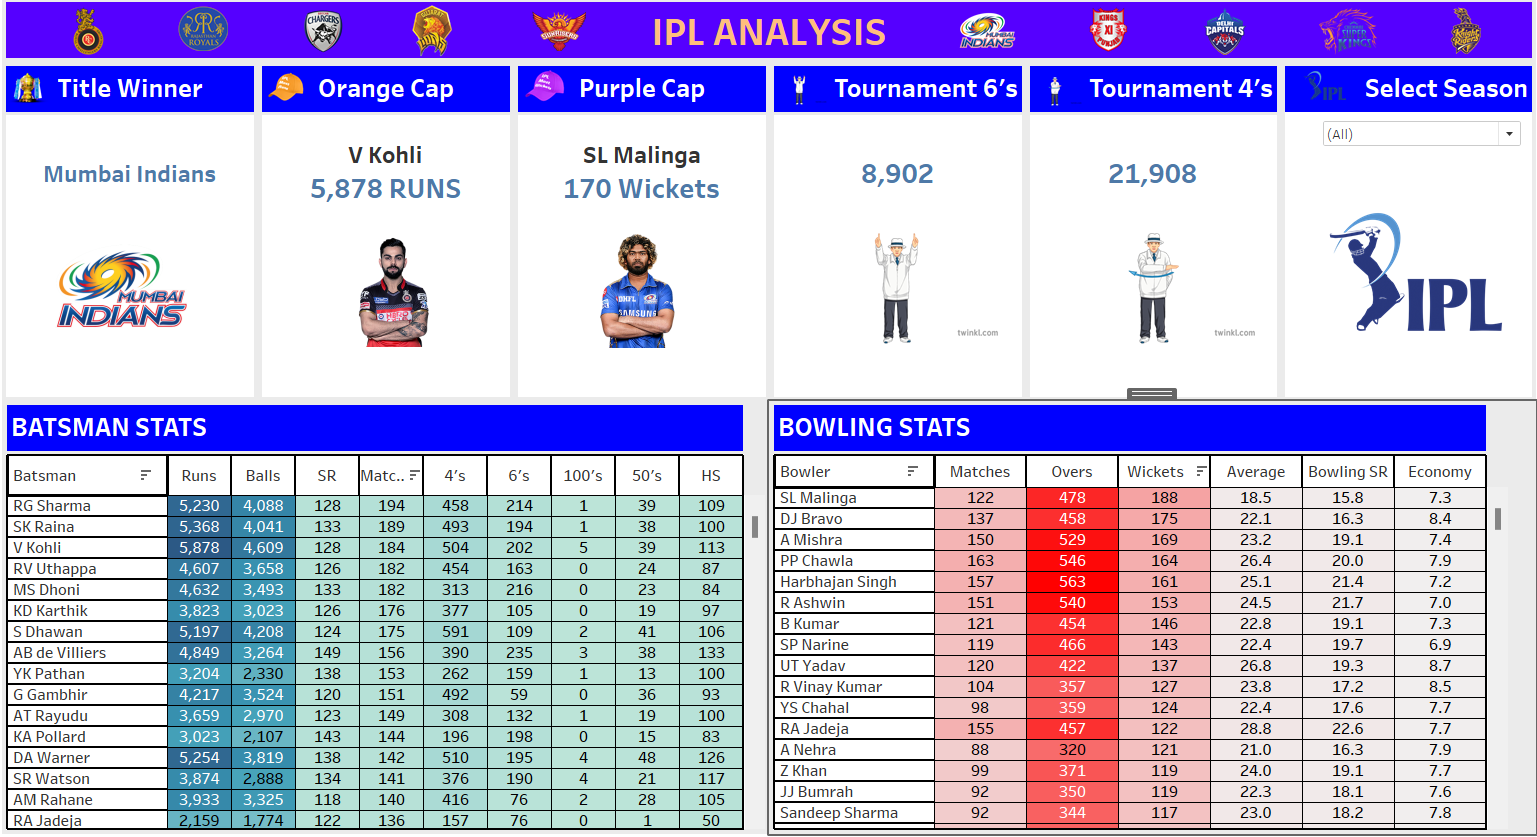 IPL ANALYSIS
RAJASTHAN ROYALS
CHARGERS
SUNRISERS
MUMBAI INDIANS
KINGS XI PUNJAB
DELHI CAPITALS
SUPER KINGS
Knight Riders
Title Winner
Orange Cap
Purple Cap
Tournament 6’s
Tournament 4’s
IPL
Select Season
(All)
Mumbai Indians
MUMBAI INDIANS
V Kohli
5,878 RUNS
SL Malinga
170 Wickets
DHFL
SAMSUNG
8,902
twinkl.com
21,908
twinkl.com
IPL
BATSMAN STATS
Batsman Runs Balls SR Matc.. 4’s 6’s 100’s 50’s HS
RG Sharma 5,230 4,088 128 194 458 214 1 39 109
SK Raina 5,368 4,041 133 189 493 194 1 38 100
V Kohli 5,878 4,609 128 184 504 202 5 39 113
RV Uthappa 4,607 3,658 126 182 454 163 0 24 87
MS Dhoni 4,632 3,493 133 182 313 216 0 23 84
KD Karthik 3,823 3,023 126 176 377 105 0 19 97
S Dhawan 5,197 4,208 124 175 591 109 2 41 106
AB de Villiers 4,849 3,264 149 156 390 235 3 38 133
YK Pathan 3,204 2,330 138 153 262 159 1 13 100
G Gambhir 4,217 3,524 120 151 492 59 0 36 93
AT Rayudu 3,659 2,970 123 149 308 132 1 19 100
KA Pollard 3,023 2,107 143 144 196 198 0 15 83
DA Warner 5,254 3,819 138 142 510 195 4 48 126
SR Watson 3,874 2,888 134 141 376 190 4 21 117
AM Rahane 3,933 3,325 118 140 416 76 2 28 105
RA Jadeja 2,159 1,774 122 136 157 76 0 1 50
BOWLING STATS
Bowler Matches Overs Wickets Average Bowling SR Economy
SL Malinga 122 478 188 18.5 15.8 7.3
DJ Bravo 137 458 175 22.1 16.3 8.4
A Mishra 150 529 169 23.2 19.1 7.4
PP Chawla 163 546 164 26.4 20.0 7.9
Harbhajan Singh 157 563 161 25.1 21.4 7.2
R Ashwin 151 540 153 24.5 21.7 7.0
B Kumar 121 454 146 22.8 19.1 7.3
SP Narine 119 466 143 22.4 19.7 6.9
UT Yadav 120 422 137 26.8 19.3 8.7
R Vinay Kumar 104 357 127 23.8 17.2 8.5
YS Chahal 98 359 124 22.4 17.6 7.7
RA Jadeja 155 457 122 28.8 22.6 7.7
A Nehra 88 320 121 21.0 16.3 7.9
Z Khan 99 371 119 24.0 19.1 7.7
JJ Bumrah 92 350 119 22.3 18.1 7.6
Sandeep Sharma 92 344 117 23.0 18.2 7.8